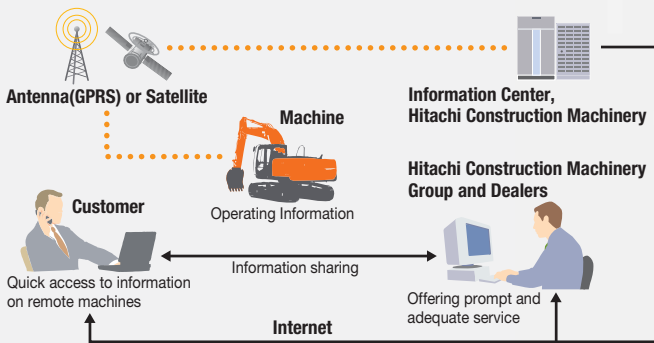 Antenna(GPRS) or Satellite
Information Center,
Hitachi Construction Machinery
Machine
Operating Information
Hitachi Construction Machinery
Group and Dealers
Customer
Quick access to information
on remote machines
Information sharing
Offering prompt and
adequate service
Internet